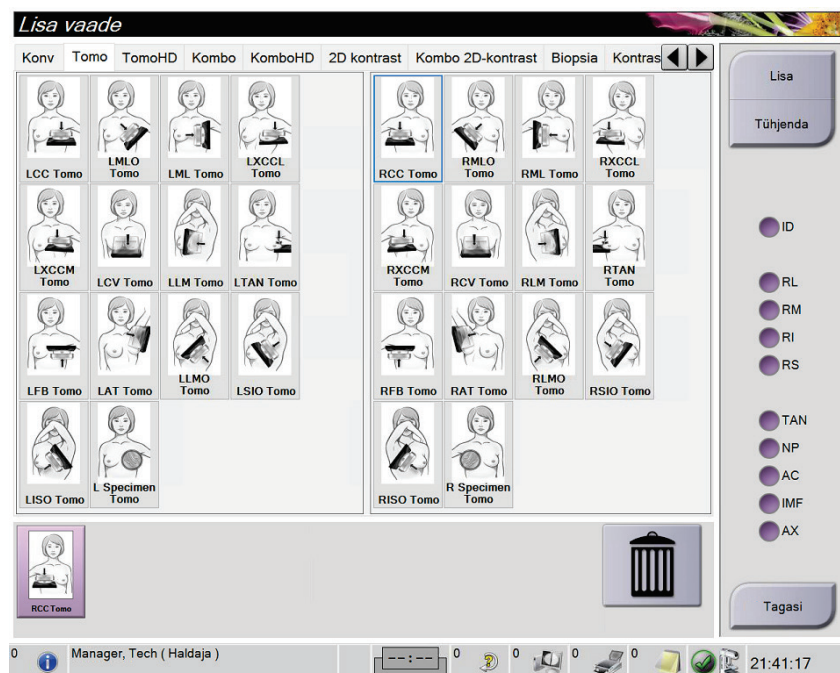 Lisa vaade
Konv Tomo TomoHD Kombo KomboHD 2D kontrast Kombo 2D-kontrast Biopsia Kontras
LCC Tomo
LMLO Tomo
LML Tomo
LXCCL Tomo
RCC Tomo
RMLO Tomo
RML Tomo
RXCCL Tomo
LXCCM Tomo
LCV Tomo
LLM Tomo
LTAN Tomo
RXCCM Tomo
RCV Tomo
RLM Tomo
RTAN Tomo
LFB Tomo
LAT Tomo
LLMO Tomo
LSIO Tomo
RFB Tomo
RAT Tomo
RLMO Tomo
RSIO Tomo
LISO Tomo
L Specimen Tomo
RISO Tomo
R Specimen Tomo
RCC Tomo
Lisa
Tühjenda
ID
RL
RM
RI
RS
TAN
NP
AC
IMF
AX
Tagasi
0 Manager, Tech ( Haldaja ) --:-- 0 0 0 0 21:41:17